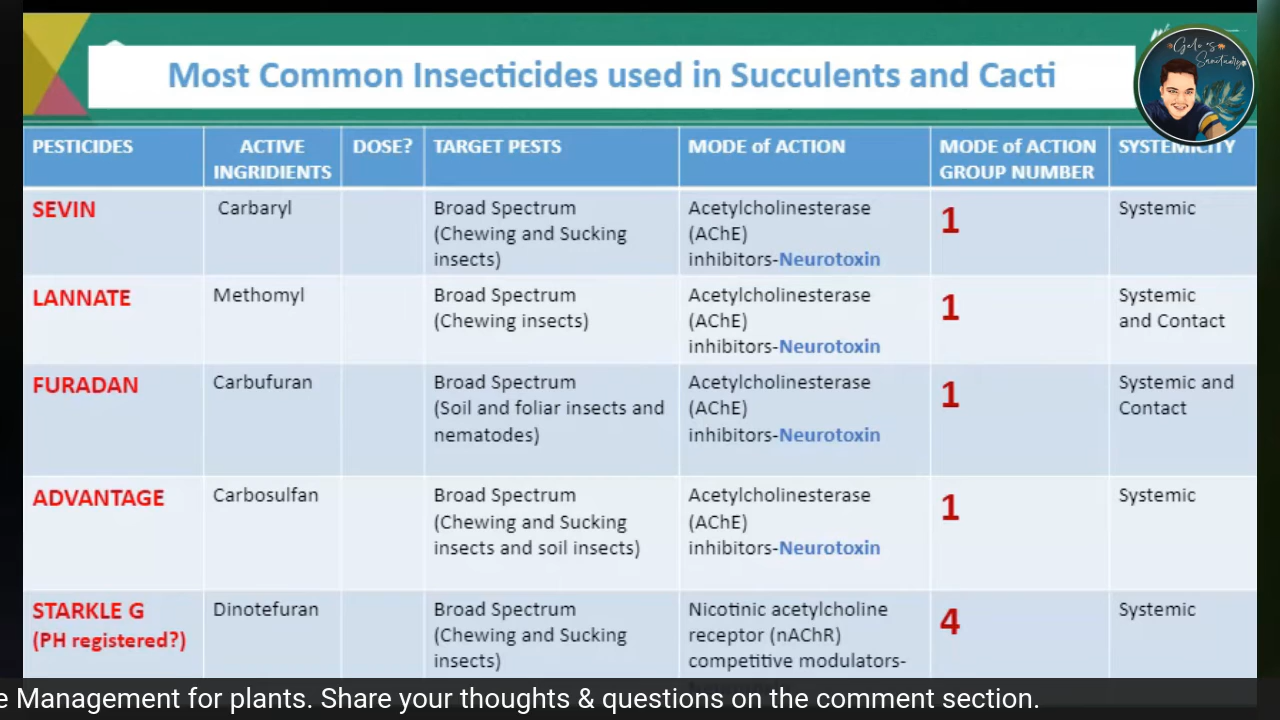 Most Common Insecticides used in Succulents and Cacti
Gelo's
Sanctuary
PESTICIDES
ACTIVE
INGRIDIENTS
DOSE?
TARGET PESTS
MODE of ACTION
MODE of ACTION
GROUP NUMBER
SYSTEMICITY
SEVIN
Carbaryl
Broad Spectrum
(Chewing and Sucking
insects)
Acetylcholinesterase
(AChE)
inhibitors-Neurotoxin
1
Systemic
LANNATE
Methomyl
Broad Spectrum
(Chewing insects)
Acetylcholinesterase
(AChE)
inhibitors-Neurotoxin
1
Systemic
and Contact
FURADAN
Carbufuran
Broad Spectrum
(Soil and foliar insects and
nematodes)
Acetylcholinesterase
(AChE)
inhibitors-Neurotoxin
1
Systemic and
Contact
ADVANTAGE
Carbosulfan
Broad Spectrum
(Chewing and Sucking
insects and soil insects)
Acetylcholinesterase
(AChE)
inhibitors-Neurotoxin
1
Systemic
STARKLE G
(PH registered?)
Dinotefuran
Broad Spectrum
(Chewing and Sucking
insects)
Nicotinic acetylcholine
receptor (nAChR)
competitive modulators-
4
Systemic
e Management for plants. Share your thoughts & questions on the comment section.